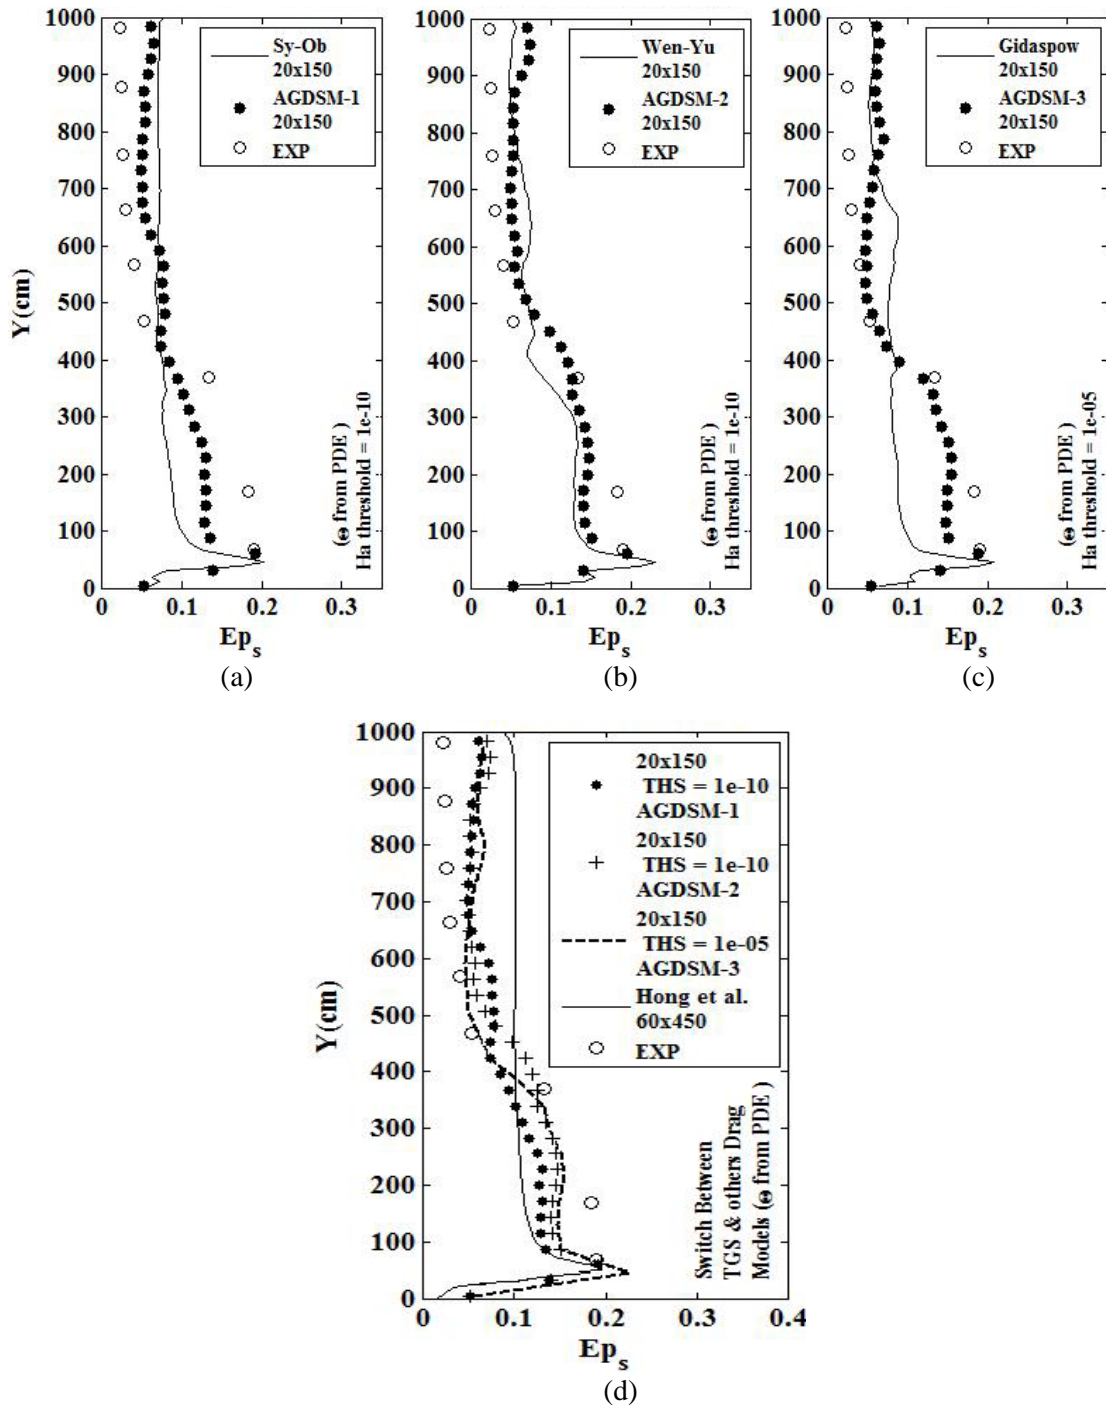 1000
900
800
700
600
500
400
300
200
100
0
Y(cm)
0
0.1
0.2
0.3
Ep_s
Sy-Ob
20x150
AGDSM-1
20x150
EXP
(Θ from PDE )
Ha threshold = 1e-10
(a)
1000
900
800
700
600
500
400
300
200
100
0
0
0.1
0.2
0.3
Ep_s
Wen-Yu
20x150
AGDSM-2
20x150
EXP
(Θ from PDE )
Ha threshold = 1e-10
(b)
1000
900
800
700
600
500
400
300
200
100
0
0
0.1
0.2
0.3
Ep_s
Gidaspow
20x150
AGDSM-3
20x150
EXP
(Θ from PDE )
Ha threshold = 1e-05
(c)
1000
900
800
700
600
500
400
300
200
100
0
Y(cm)
0
0.1
0.2
0.3
0.4
Ep_s
20x150
THS = 1e-10
AGDSM-1
20x150
THS = 1e-10
AGDSM-2
20x150
THS = 1e-05
AGDSM-3
Hong et al.
60x450
EXP
Switch Between
TGS & others Drag
Models (Θ from PDE )
(d)